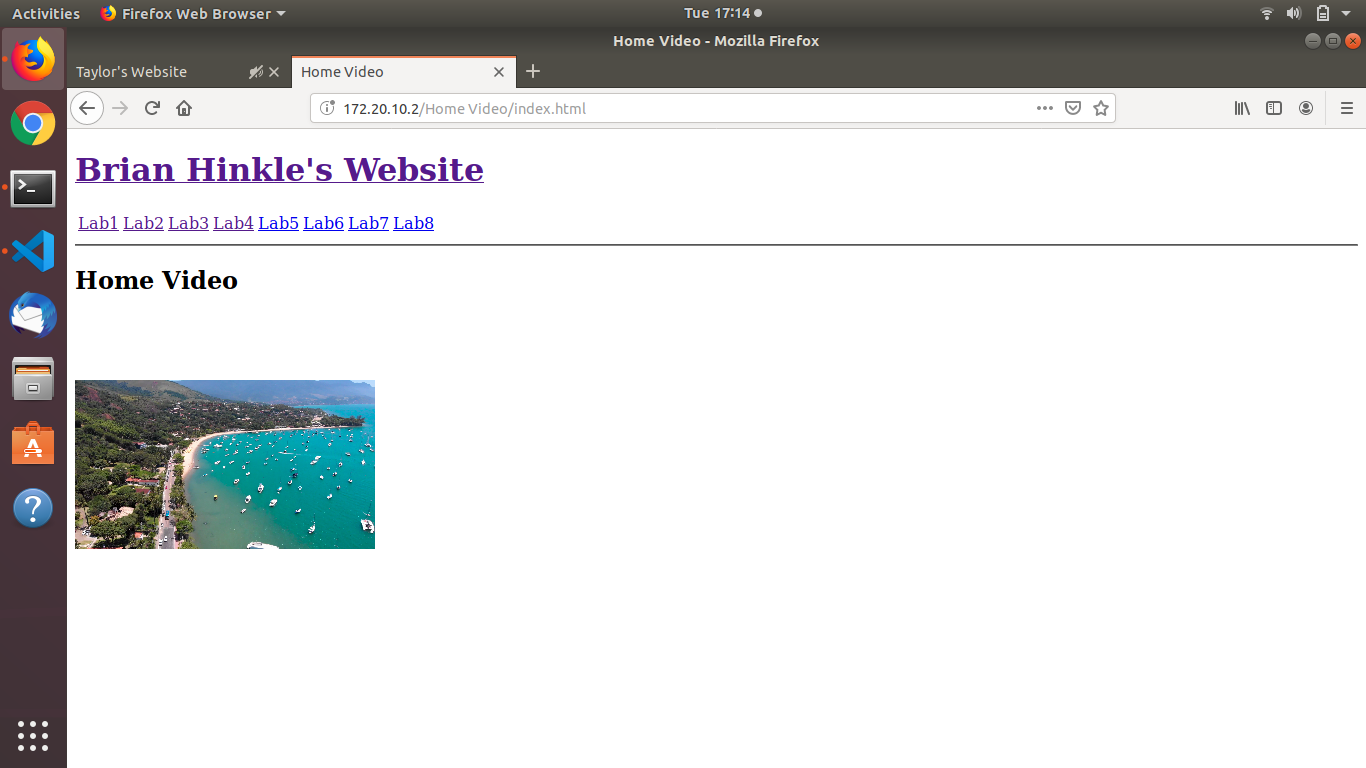 Activities Firefox Web Browser Tue 17:14
Home Video - Mozilla Firefox
Taylor's Website Home Video
172.20.10.2/Home Video/index.html
Brian Hinkle's Website
Lab1 Lab2 Lab3 Lab4 Lab5 Lab6 Lab7 Lab8
Home Video